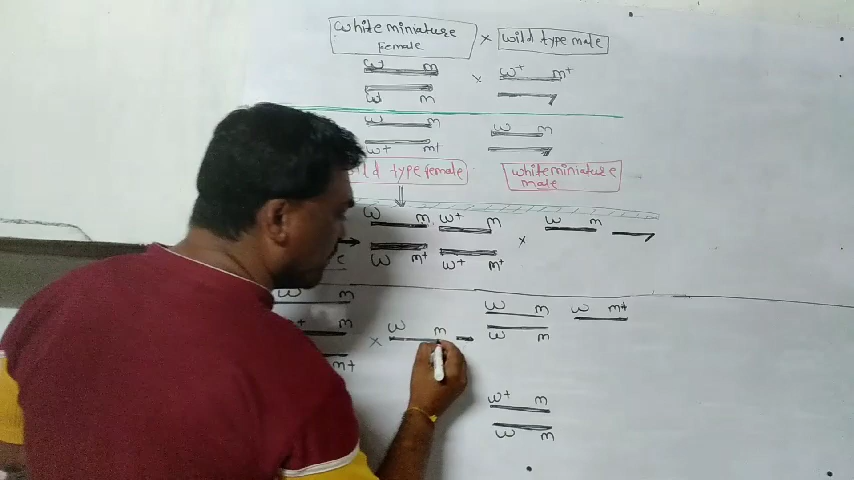 white miniature female × wild type male
w m × w+ m+
w m
w m w m
w+ m+
wild type female white miniature male
w m w+ m × w m
w m+ w+ m+
c
w m w m w m+
+ m × w m w m
m+
w+ m
w m